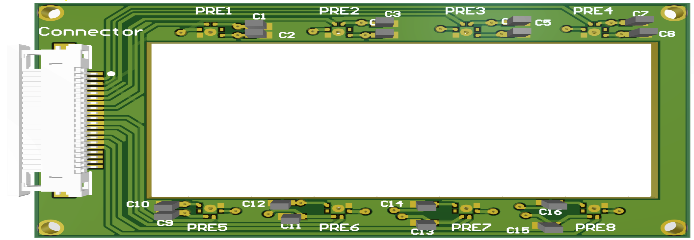 PRE1 PRE2 PRE3 PRE4
C1 C3 C5 C7
Connector C2 C6
C10 C12 C14 C16
C9 C11 C13 C15
PRE5 PRE6 PRE7 PRE8